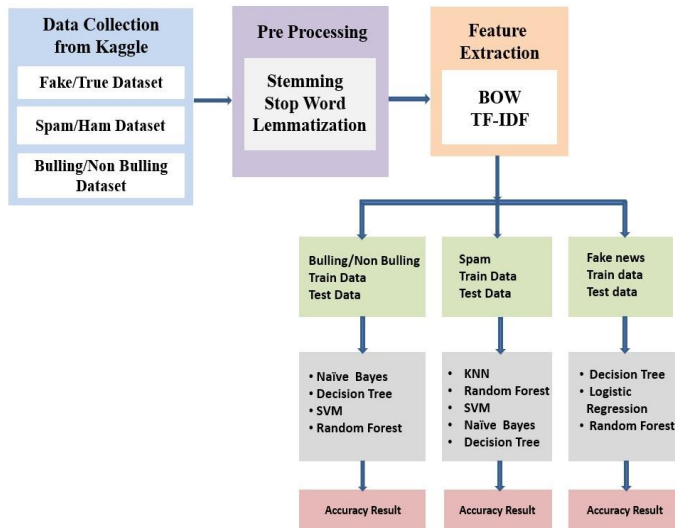 Data Collection
from Kaggle
Fake/True Dataset
Spam/Ham Dataset
Bulling/Non Bulling
Dataset
Pre Processing
Stemming
Stop Word
Lemmatization
Feature
Extraction
BOW
TF-IDF
Bulling/Non Bulling
Train Data
Test Data
Spam
Train Data
Test Data
Fake news
Train data
Test data
• Naïve Bayes
• Decision Tree
• SVM
• Random Forest
• KNN
• Random Forest
• SVM
• Naïve Bayes
• Decision Tree
• Decision Tree
• Logistic
Regression
• Random Forest
Accuracy Result
Accuracy Result
Accuracy Result